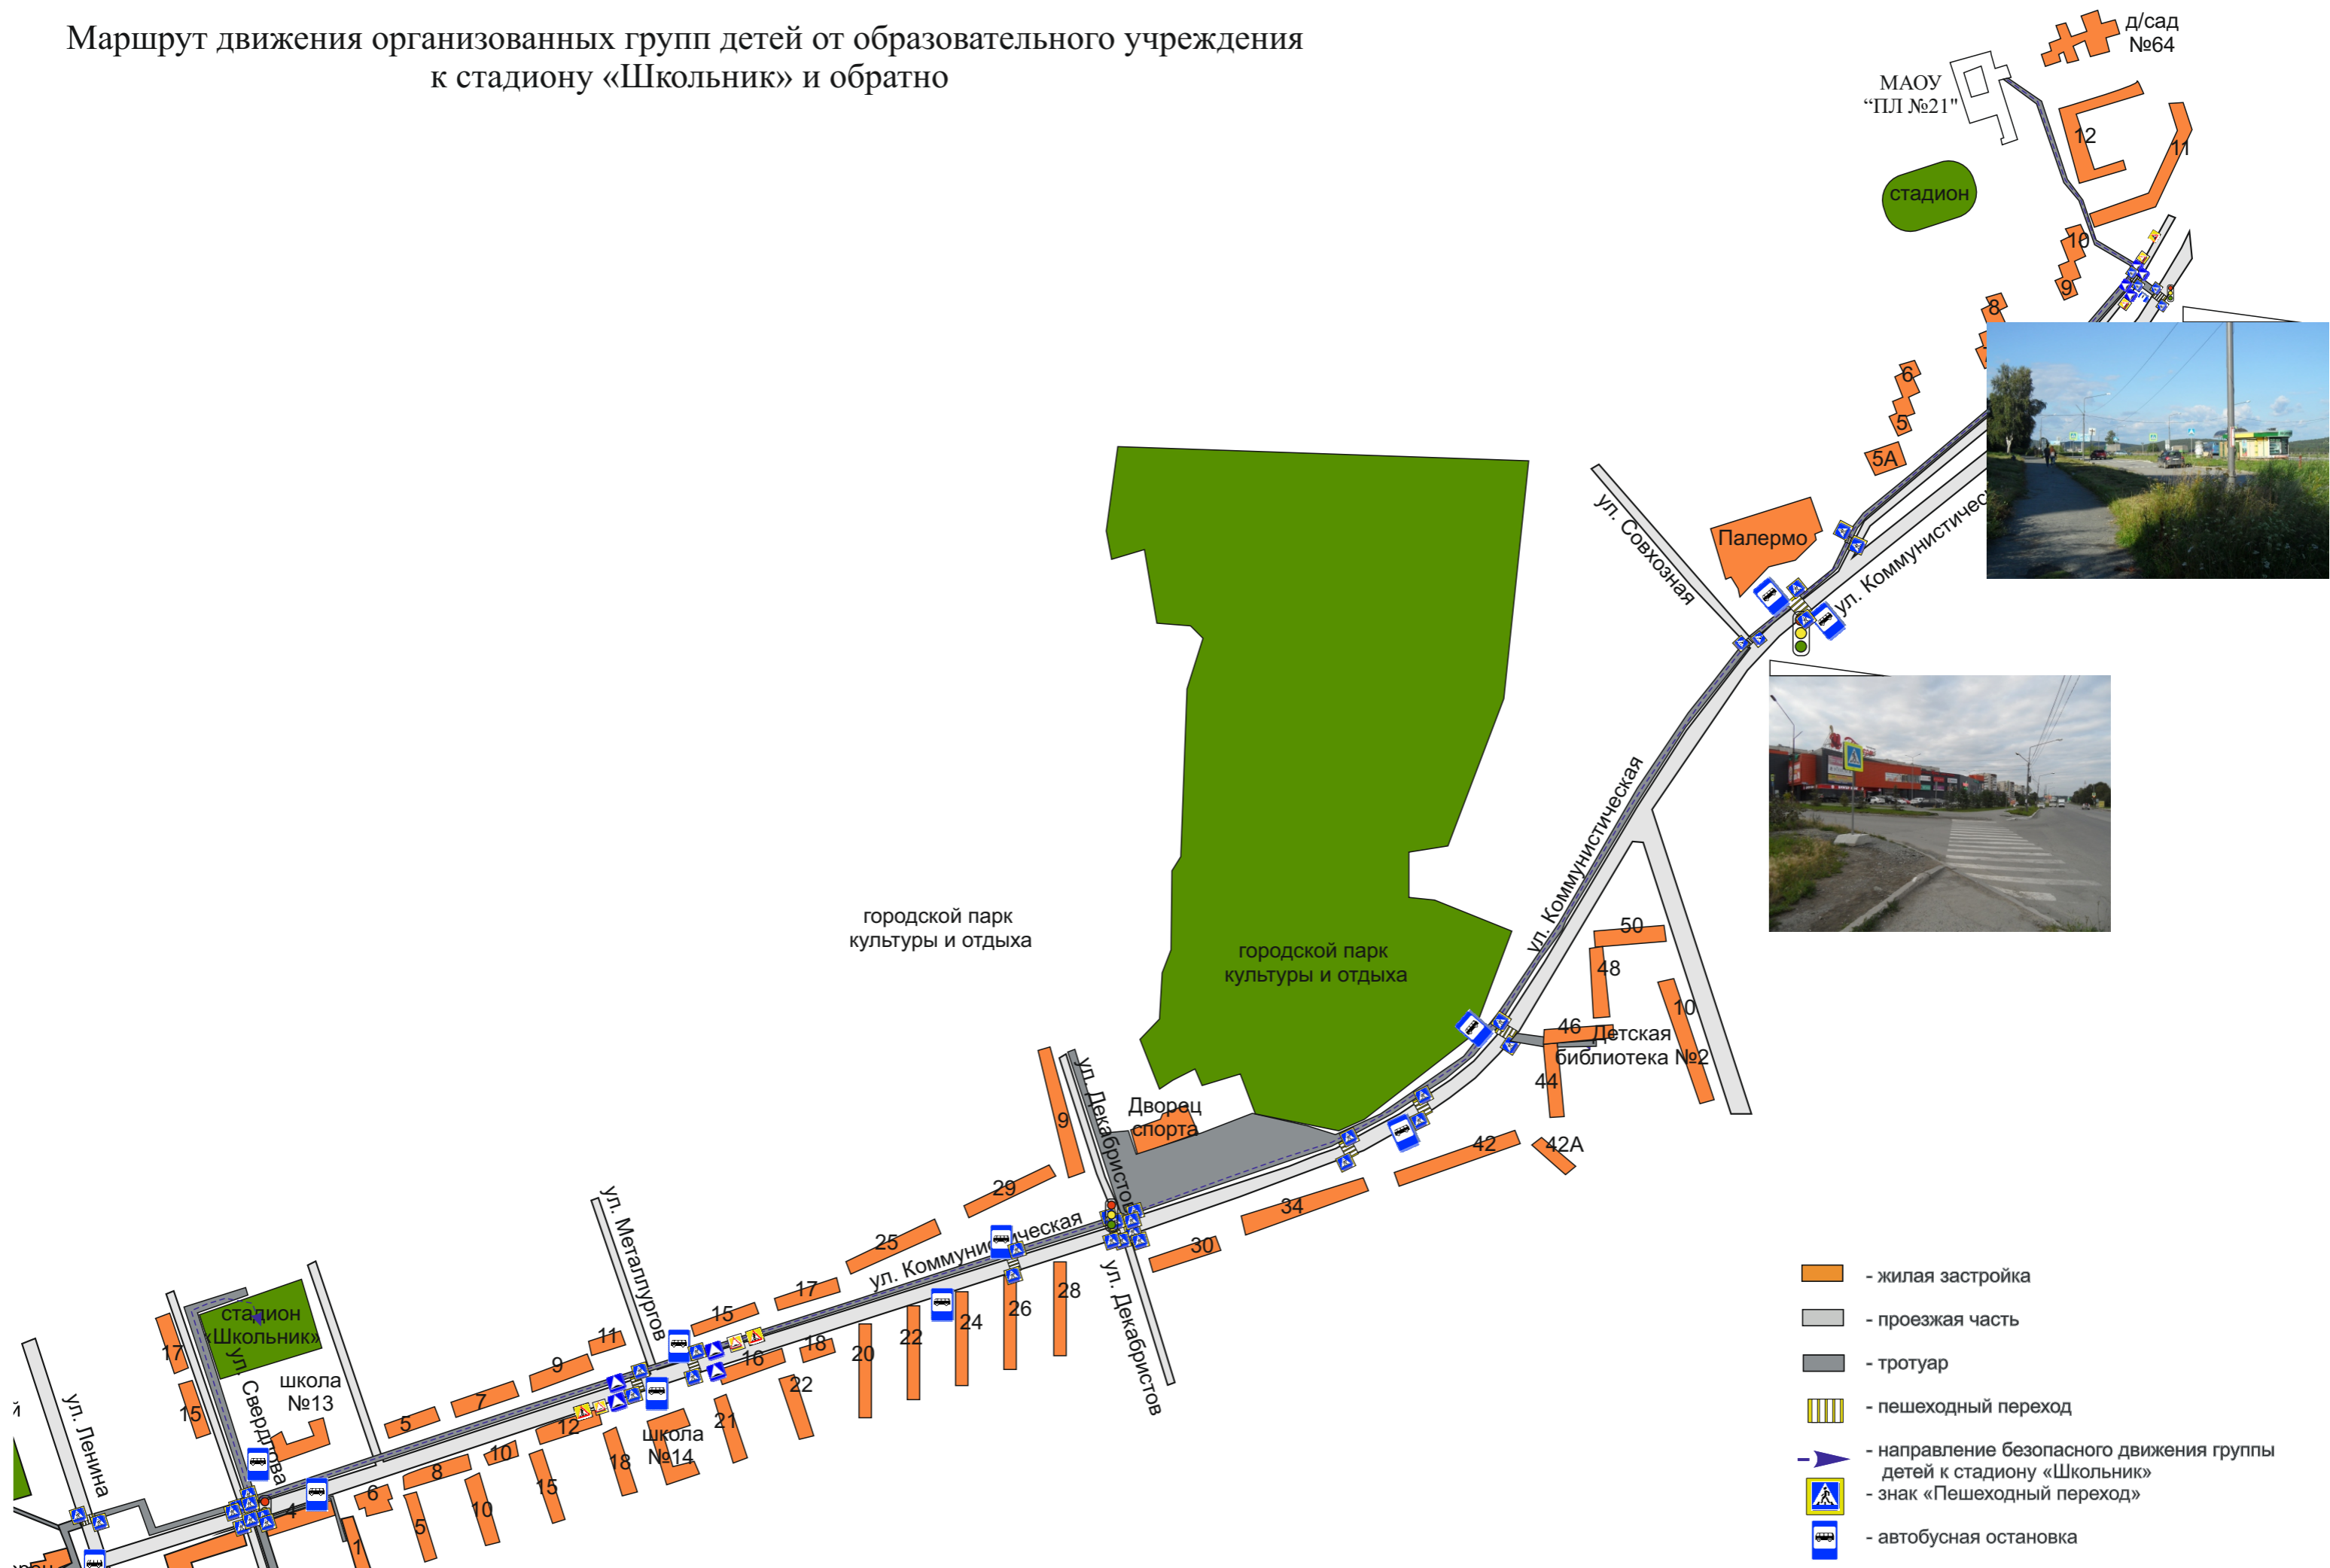 Маршрут движения организованных групп детей от образовательного учреждения
к стадиону «Школьник» и обратно
д/сад
№64
МАОУ
“ПЛ №21"
12
11
стадион
10
9
8
6
5
5А
Палермо
ул. Совхозная
ул. Коммунистичес
ул. Коммунистическая
городской парк
культуры и отдыха
городской парк
культуры и отдыха
50
48
10
46
Детская
библиотека №2
44
42
42А
34
30
Дворец
спорта
ул. Декабристов
9
29
25
ул. Коммунистическая
17
15
ул. Металлургов
11
9
7
5
28
26
24
22
20
18
16
22
21
ул. Декабристов
школа
№14
18
12
15
10
10
8
5
6
4
1
стадион
«Школьник»
17
15
ул. Свердлова
школа
№13
ул. Ленина
й
- жилая застройка
- проезжая часть
- тротуар
- пешеходный переход
- направление безопасного движения группы
детей к стадиону «Школьник»
- знак «Пешеходный переход»
- автобусная остановка